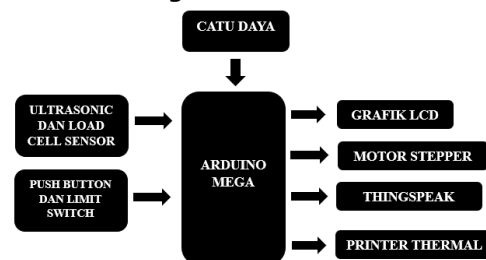 CATU DAYA
ULTRASONIC
DAN LOAD
CELL SENSOR
PUSH BUTTON
DAN LIMIT
SWITCH
ARDUINO
MEGA
GRAFIK LCD
MOTOR STEPPER
THINGSPEAK
PRINTER THERMAL